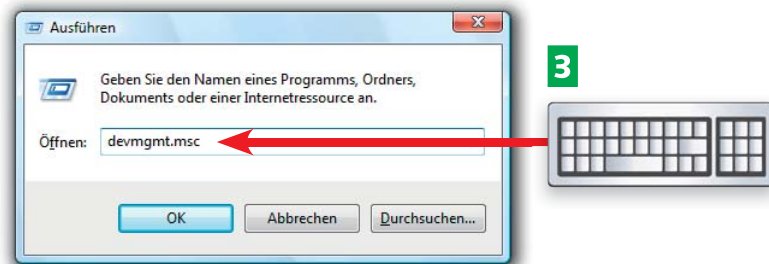 Ausführen
Geben Sie den Namen eines Programms, Ordners,
Dokuments oder einer Internetressource an.
Öffnen: devmgmt.msc
OK Abbrechen Durchsuchen...
3